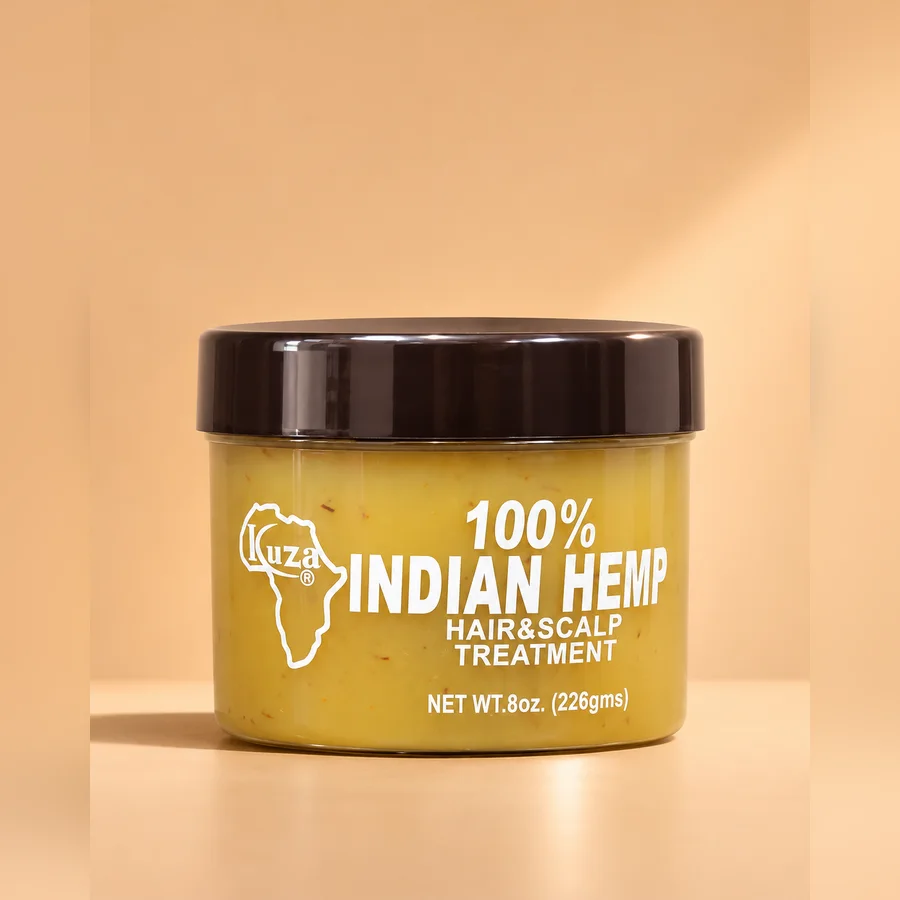 Kuza®
100%
INDIAN HEMP
HAIR&SCALP
TREATMENT
NET WT.8oz. (226gms)